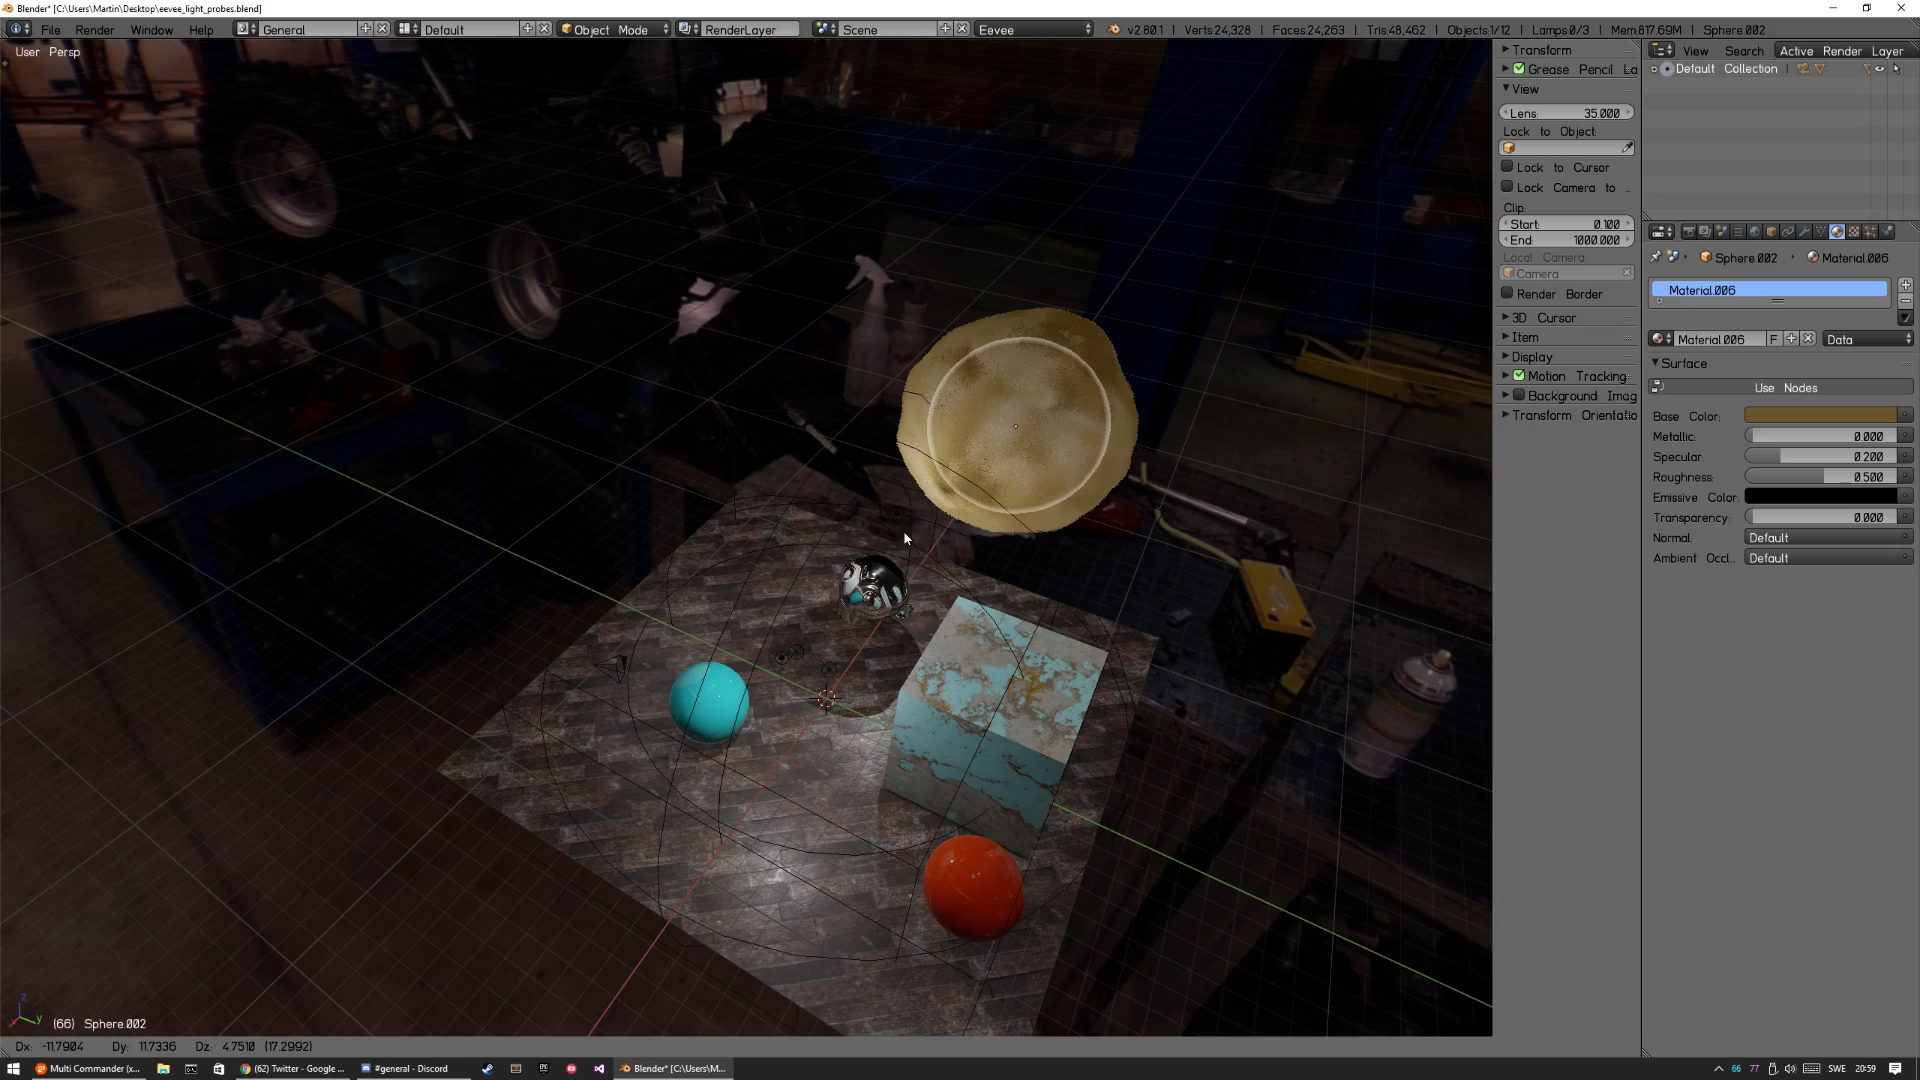 Blender* [C:\Users\Martin\Desktop\eevee_light_probes.blend]
File Render Window Help General Default Object Mode RenderLayer Scene Eevee v2.80.1 | Verts:24,328 | Faces:24,263 | Tris:48,462 | Objects:1/12 | Lamps:0/3 | Mem:817.69M | Sphere.002
User Persp
Transform
Grease Pencil La
View
Lens: 35.000
Lock to Object:
Lock to Cursor
Lock Camera to ..
Clip:
Start: 0.100
End: 1000.000
Local Camera:
Camera
Render Border
3D Cursor
Item
Display
Motion Tracking
Background Imag
Transform Orientatio
View Search Active Render Layer
Default Collection |
Sphere.002 Material.006
Material.006
Material.006 F Data
Surface
Use Nodes
Base Color:
Metallic: 0.000
Specular: 0.200
Roughness: 0.500
Emissive Color:
Transparency: 0.000
Normal: Default
Ambient Occl.. Default
z
y
(66) Sphere.002
Dx: -11.7904 Dy: 11.7336 Dz: 4.7510 (17.2992)
Multi Commander (x... (62) Twitter - Google ... #general - Discord Blender* [C:\Users\M... 66 77 SWE 20:59